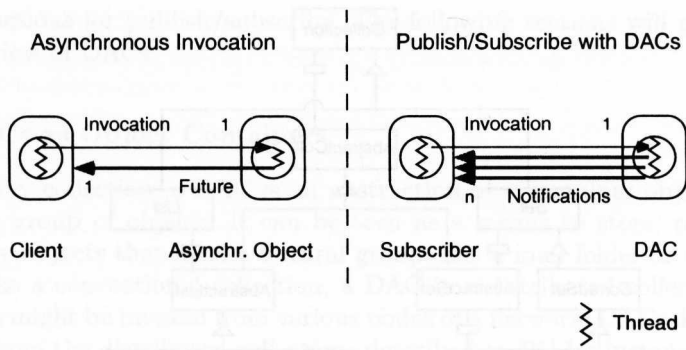 Asynchronous Invocation
Publish/Subscribe with DACs
Invocation 1
1 Future
Client
Asynchr. Object
Invocation 1
n Notifications
Subscriber
DAC
Thread